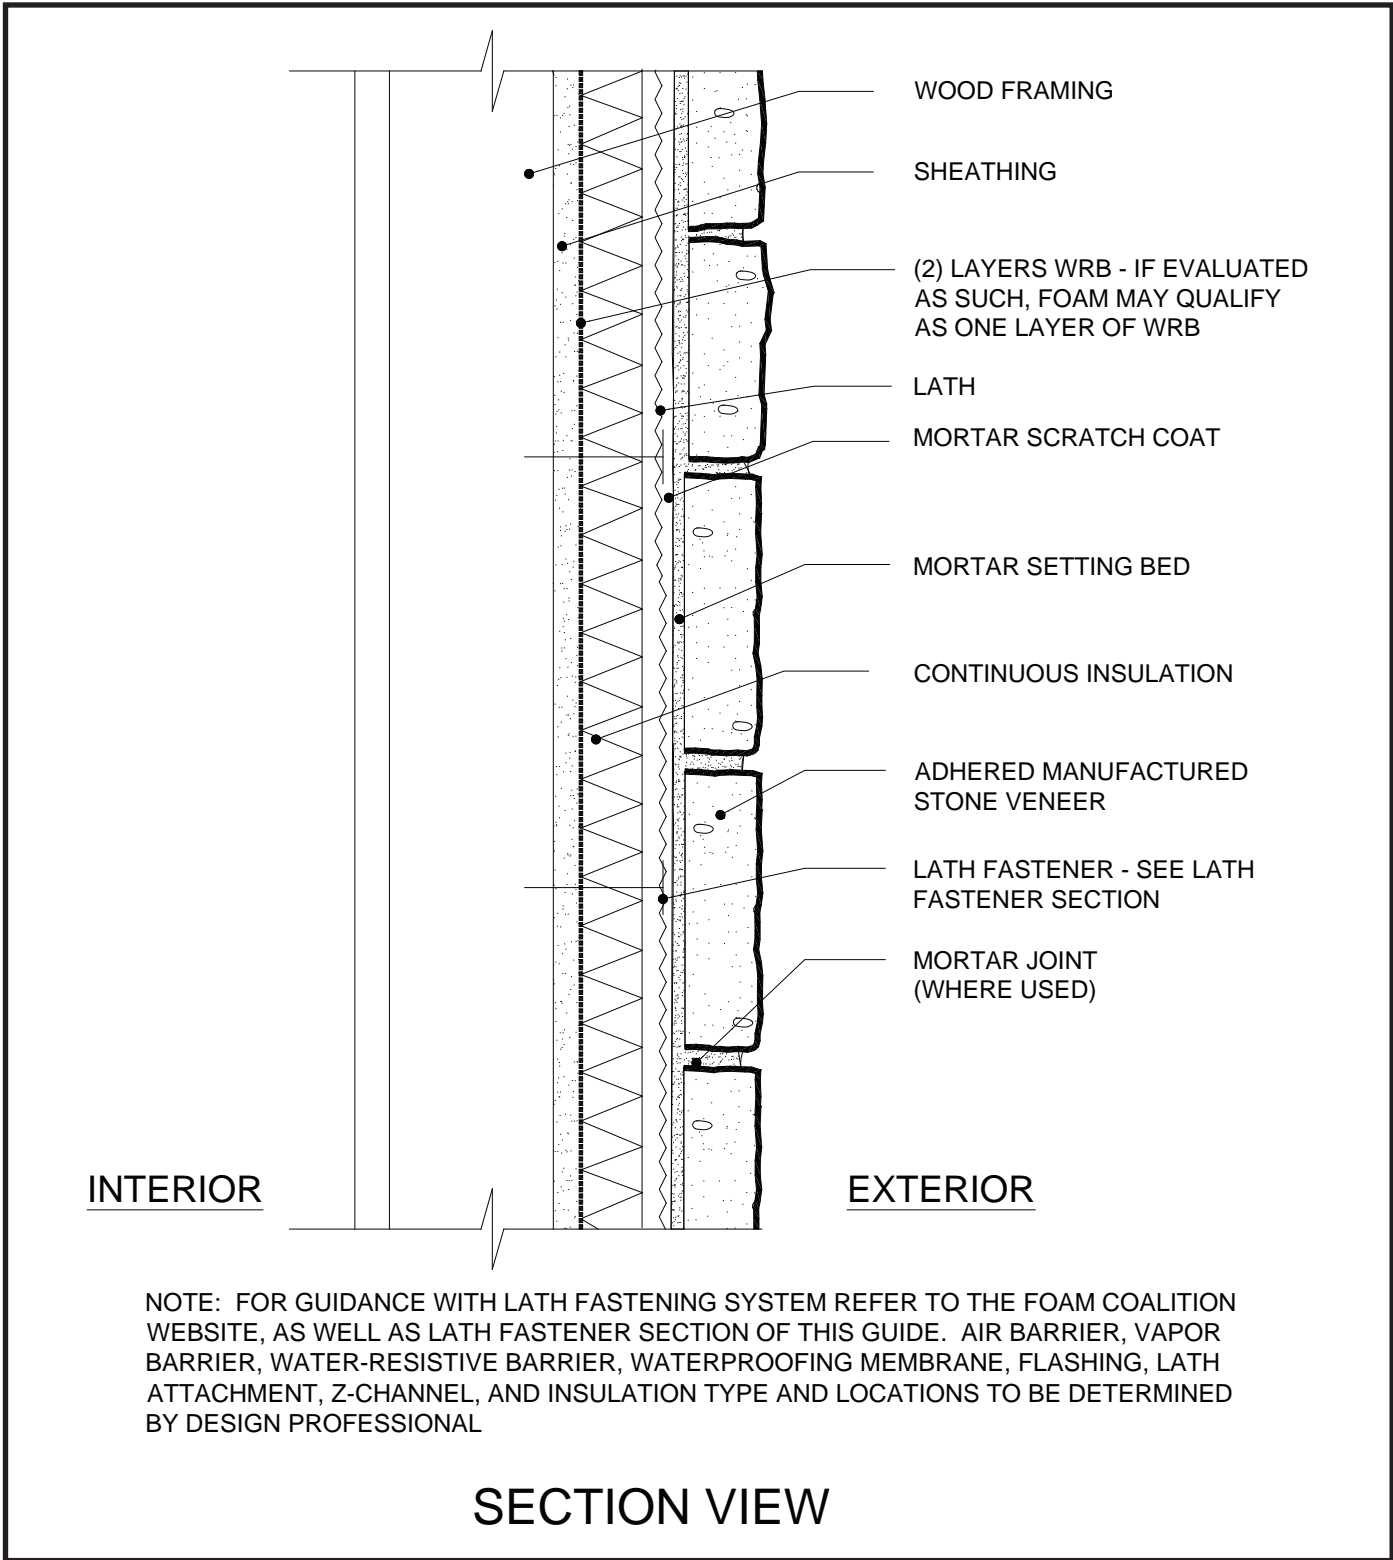 WOOD FRAMING
SHEATHING
(2) LAYERS WRB - IF EVALUATED
AS SUCH, FOAM MAY QUALIFY
AS ONE LAYER OF WRB
LATH
MORTAR SCRATCH COAT
MORTAR SETTING BED
CONTINUOUS INSULATION
ADHERED MANUFACTURED
STONE VENEER
LATH FASTENER - SEE LATH
FASTENER SECTION
MORTAR JOINT
(WHERE USED)
INTERIOR
EXTERIOR
NOTE: FOR GUIDANCE WITH LATH FASTENING SYSTEM REFER TO THE FOAM COALITION
WEBSITE, AS WELL AS LATH FASTENER SECTION OF THIS GUIDE. AIR BARRIER, VAPOR
BARRIER, WATER-RESISTIVE BARRIER, WATERPROOFING MEMBRANE, FLASHING, LATH
ATTACHMENT, Z-CHANNEL, AND INSULATION TYPE AND LOCATIONS TO BE DETERMINED
BY DESIGN PROFESSIONAL
SECTION VIEW